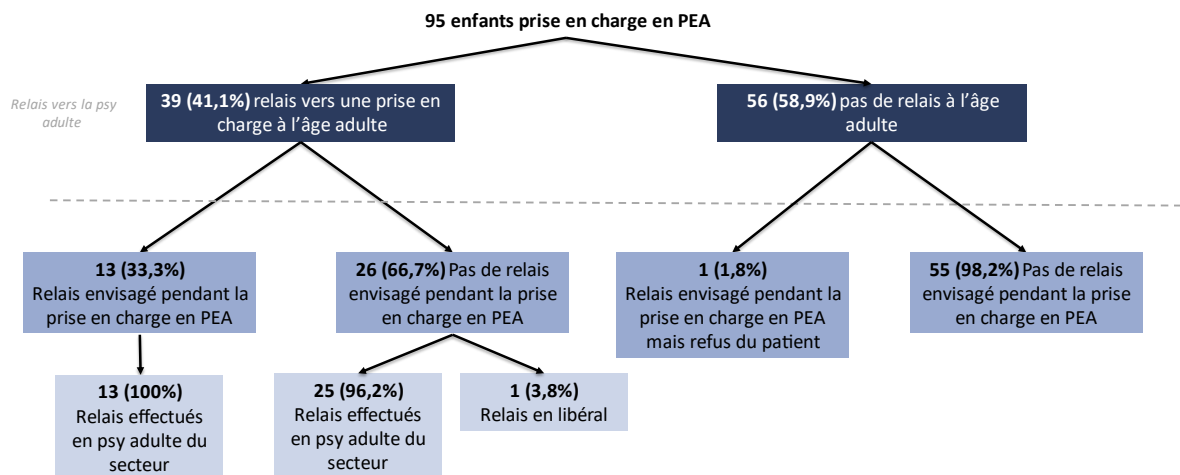 95 enfants prise en charge en PEA
Relais vers la psy
adulte
39 (41,1%) relais vers une prise en
charge à l'âge adulte
56 (58,9%) pas de relais à l'âge
adulte
13 (33,3%)
Relais envisagé pendant la
prise en charge en PEA
26 (66,7%) Pas de relais
envisagé pendant la prise
en charge en PEA
1 (1,8%)
Relais envisagé pendant la
prise en charge en PEA
mais refus du patient
55 (98,2%) Pas de relais
envisagé pendant la prise
en charge en PEA
13 (100%)
Relais effectués
en psy adulte du
secteur
25 (96,2%)
Relais effectués
en psy adulte du
secteur
1 (3,8%)
Relais en libéral